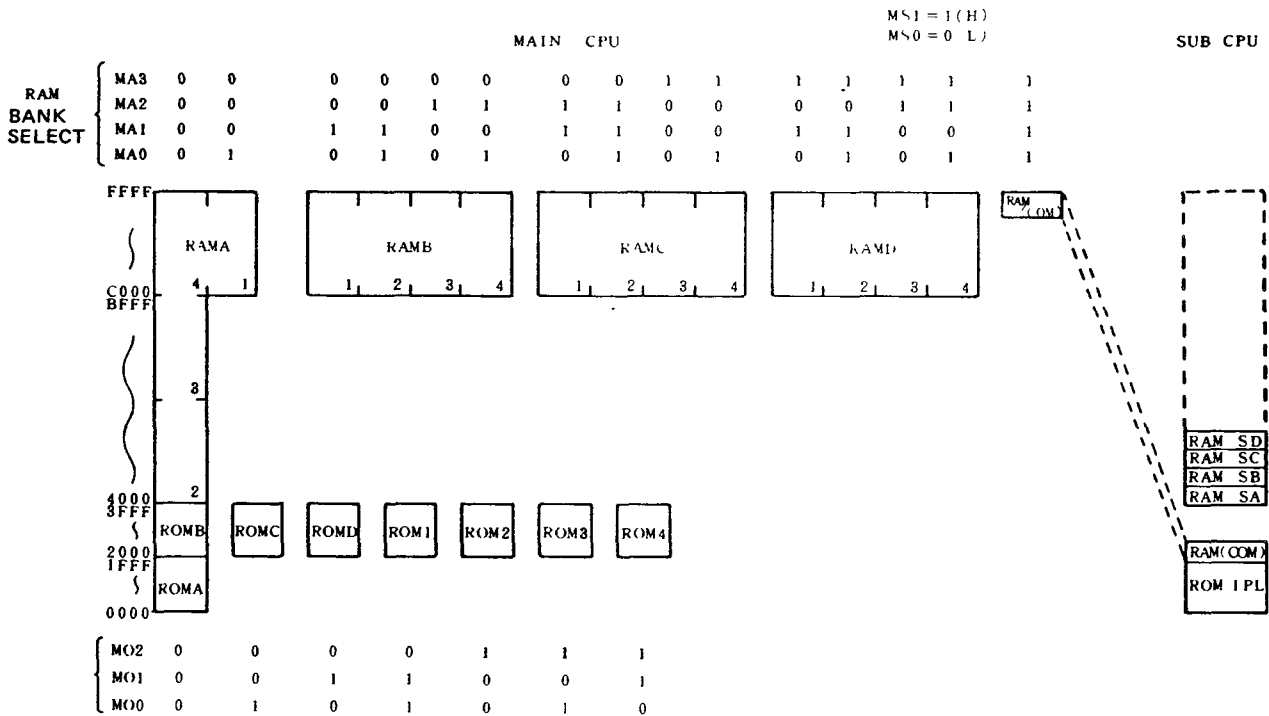 MS1=1(H)
MS0=0 L)
MAIN CPU
SUB CPU
RAM
BANK
SELECT
MA3 0 0 0 0 0 0 0 0 1 1 1 1 1 1 1
MA2 0 0 0 0 1 1 1 1 0 0 0 0 1 1 1
MA1 0 0 1 1 0 0 1 1 0 0 1 1 0 0 1
MA0 0 1 0 1 0 1 0 1 0 1 0 1 0 1 1
FFFF
RAM
(COM)
RAMA RAMB RAMC RAMD
C000 4 1 1 2 3 4 1 2 3 4 1 2 3 4
BFFF
3
RAM SD
RAM SC
RAM SB
RAM SA
4000 2
3FFF
ROMB ROMC ROMD ROM1 ROM2 ROM3 ROM4
2000
1FFF
RAM(COM)
ROMA
ROM IPL
0000
MO2 0 0 0 0 1 1 1
MO1 0 0 1 1 0 0 1
MO0 0 1 0 1 0 1 0